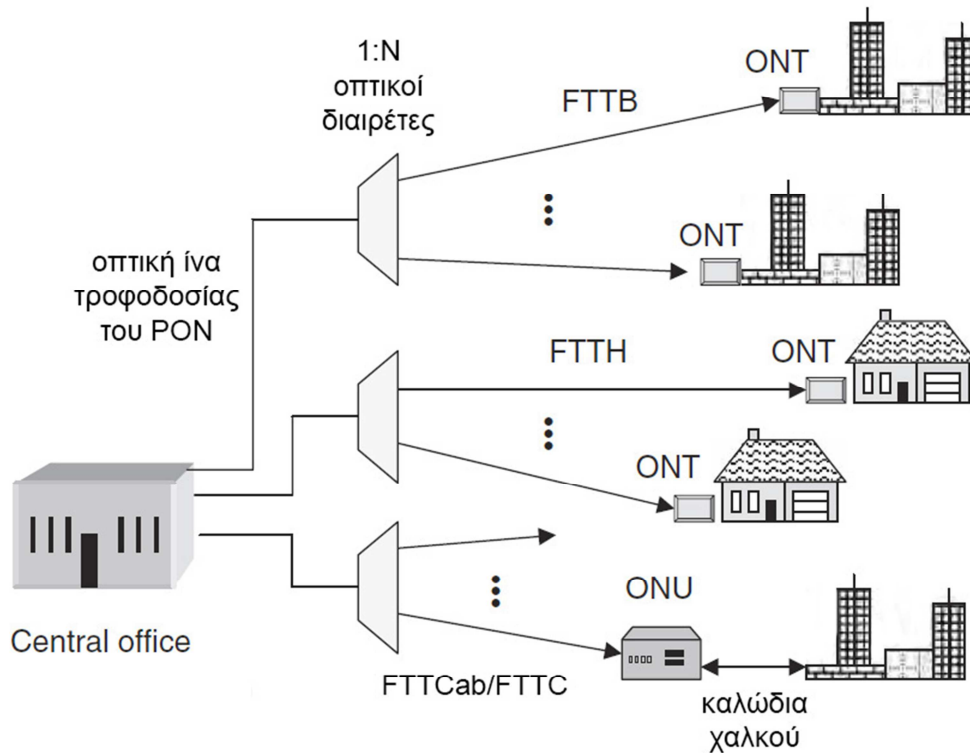 1:N
οπτικοί
διαιρέτες
FTTB
ONT
ONT
οπτική ίνα
τροφοδοσίας
του PON
FTTH
ONT
ONT
Central office
ONU
FTTCab/FTTC
καλώδια
χαλκού